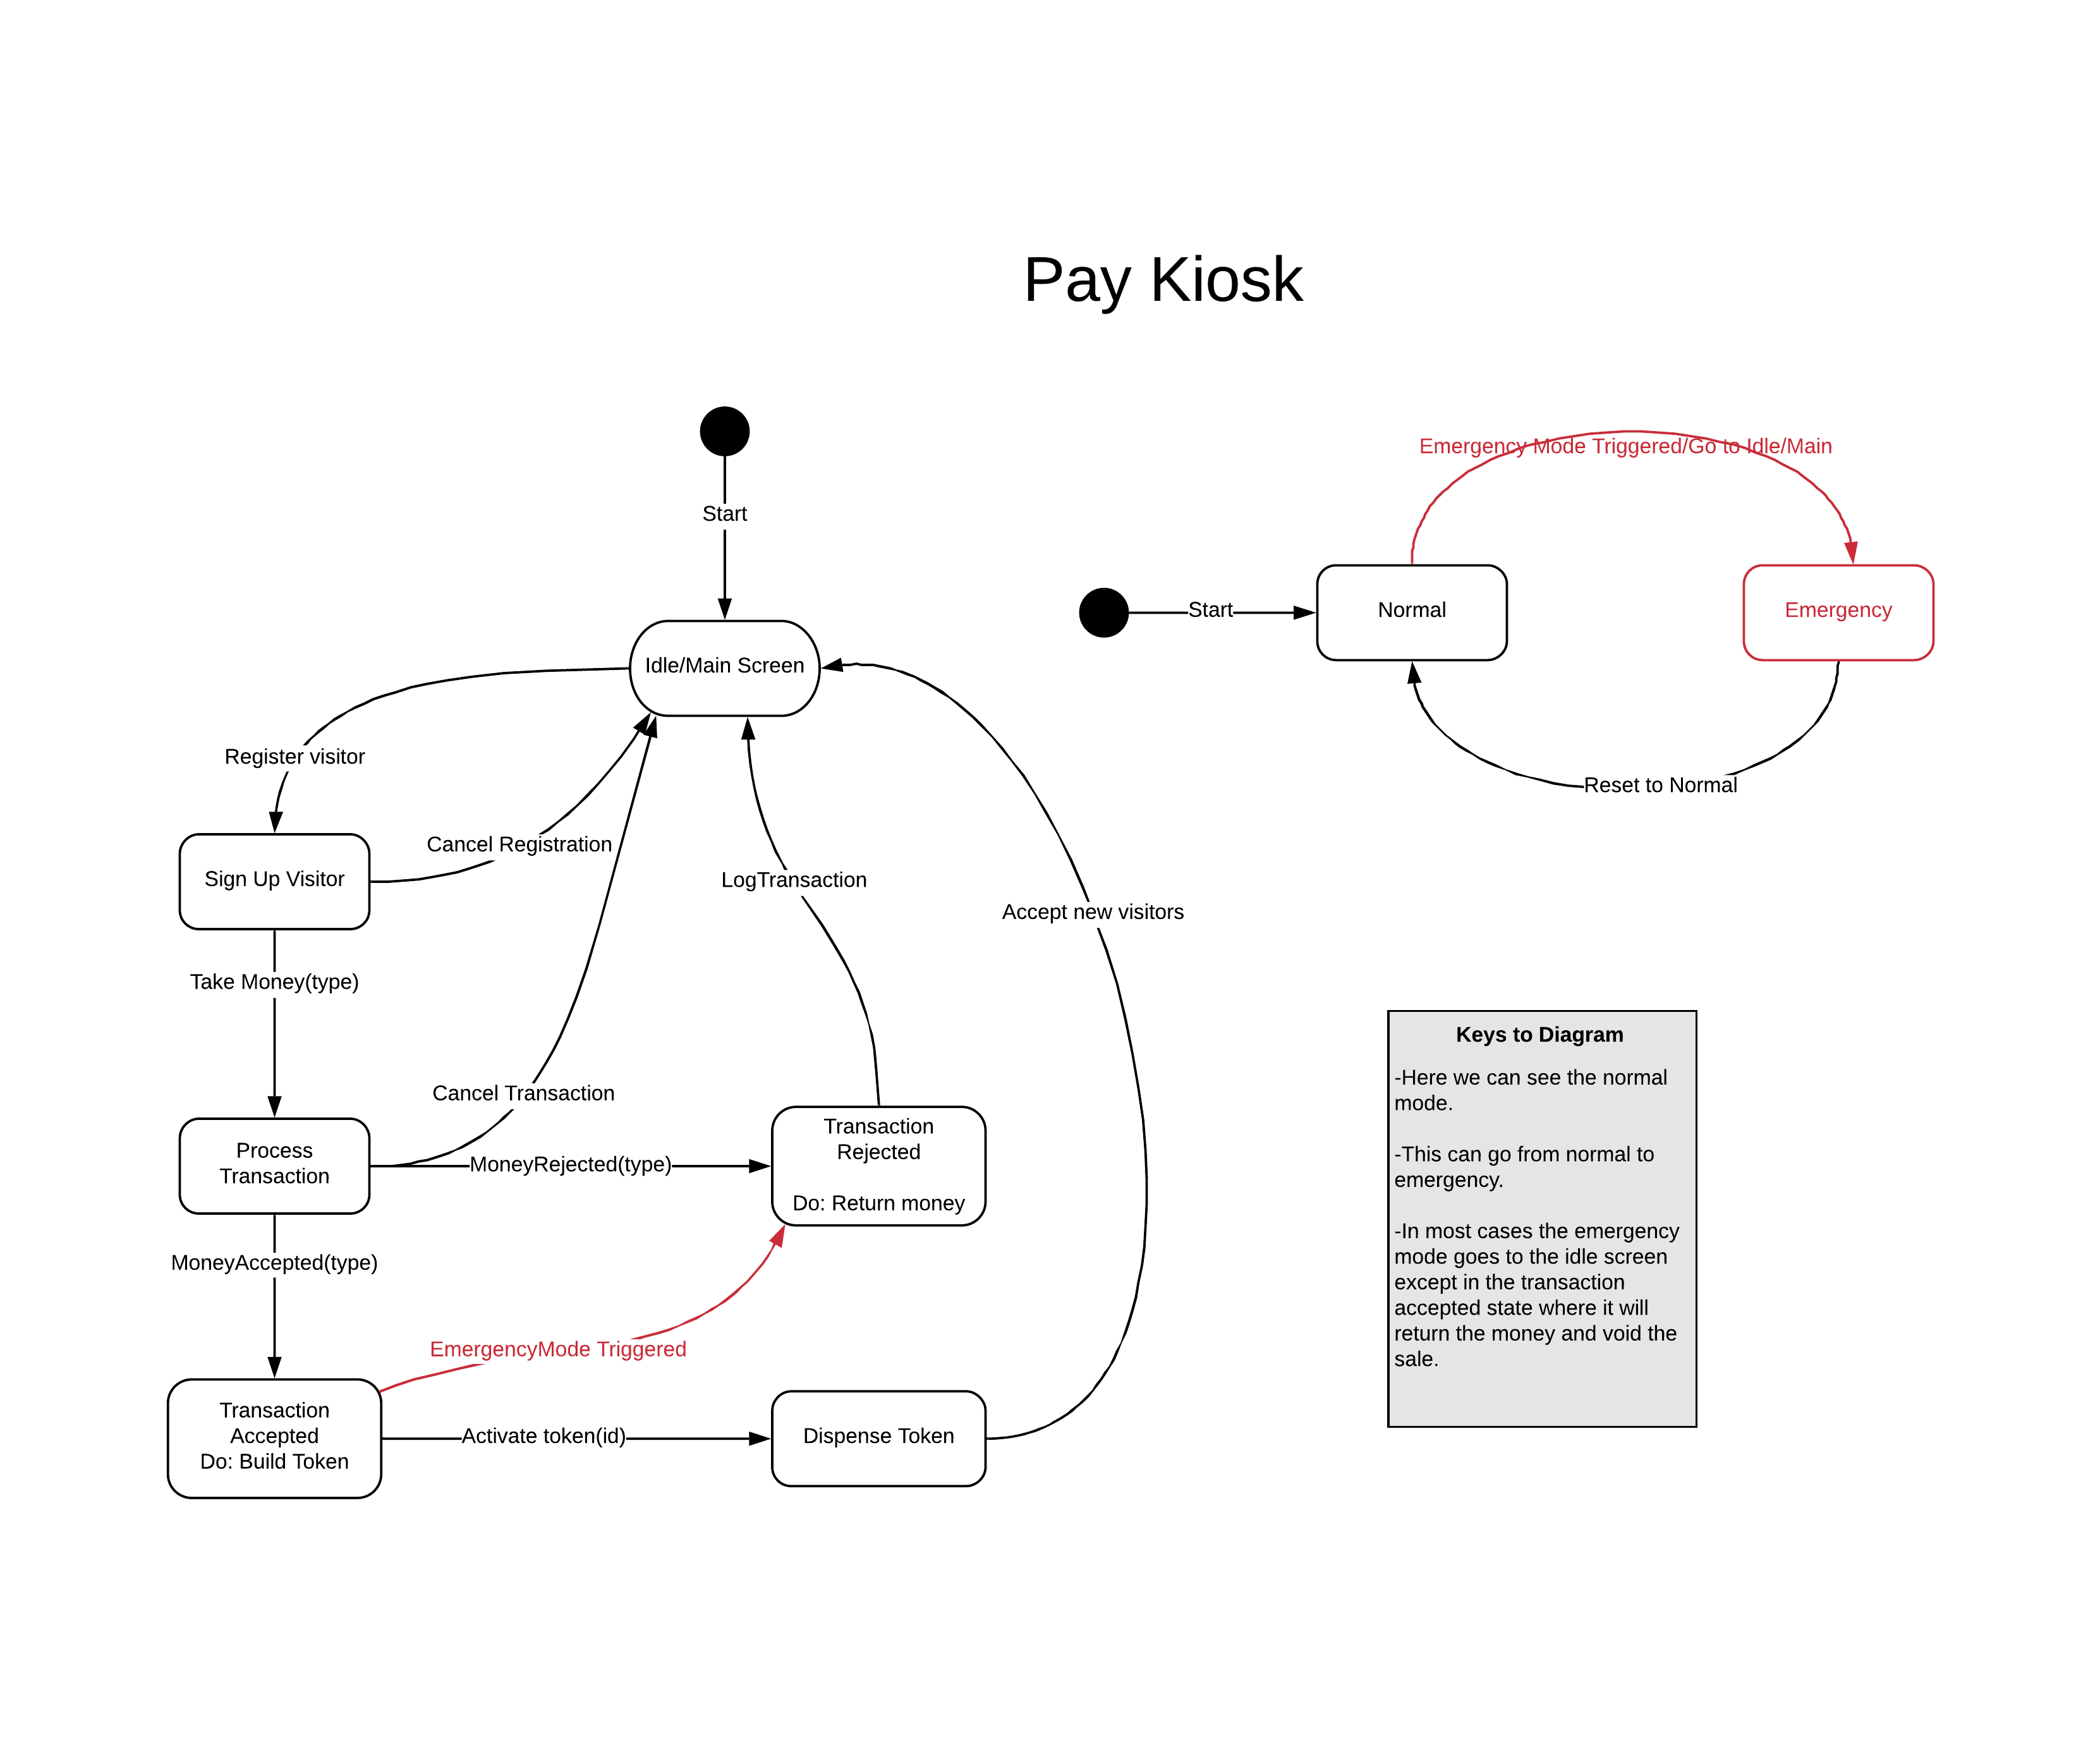 Pay Kiosk
Start
Emergency Mode Triggered/Go to Idle/Main
Start
Normal
Emergency
Idle/Main Screen
Register visitor
Reset to Normal
Cancel Registration
Sign Up Visitor
LogTransaction
Accept new visitors
Take Money(type)
Cancel Transaction
Process
Transaction
MoneyRejected(type)
Transaction
Rejected
Do: Return money
MoneyAccepted(type)
EmergencyMode Triggered
Transaction
Accepted
Do: Build Token
Activate token(id)
Dispense Token
Keys to Diagram
-Here we can see the normal
mode.
-This can go from normal to
emergency.
-In most cases the emergency
mode goes to the idle screen
except in the transaction
accepted state where it will
return the money and void the
sale.